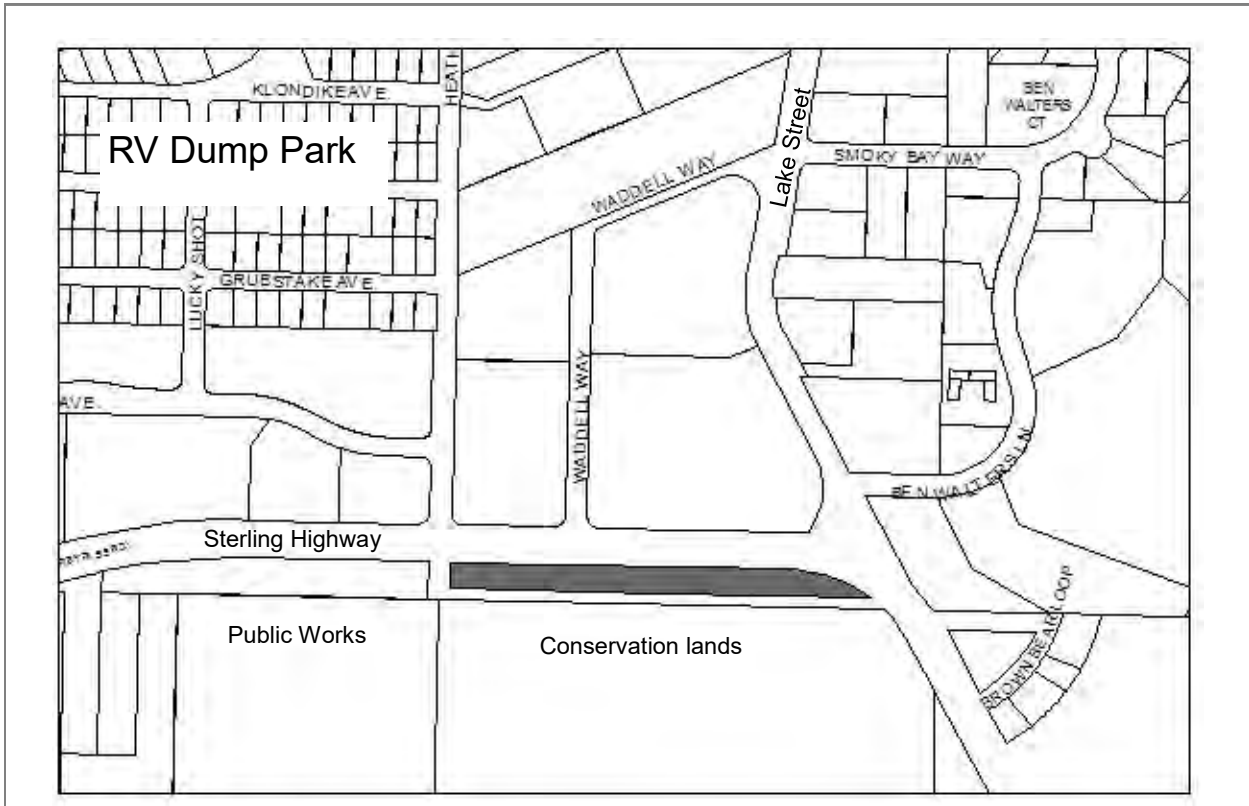 KLONDIKE AVE.
HEATH
RV Dump Park
Lake Street
BEN
WALTERS
CT
SMOKY BAY WAY
WADDELL WAY
LUCKY SHOT
GRUBSTAKE AVE.
AVE.
WADDELL WAY
BEN WALTERS LN
Sterling Highway
BROWN BEAR LOOP
Public Works
Conservation lands